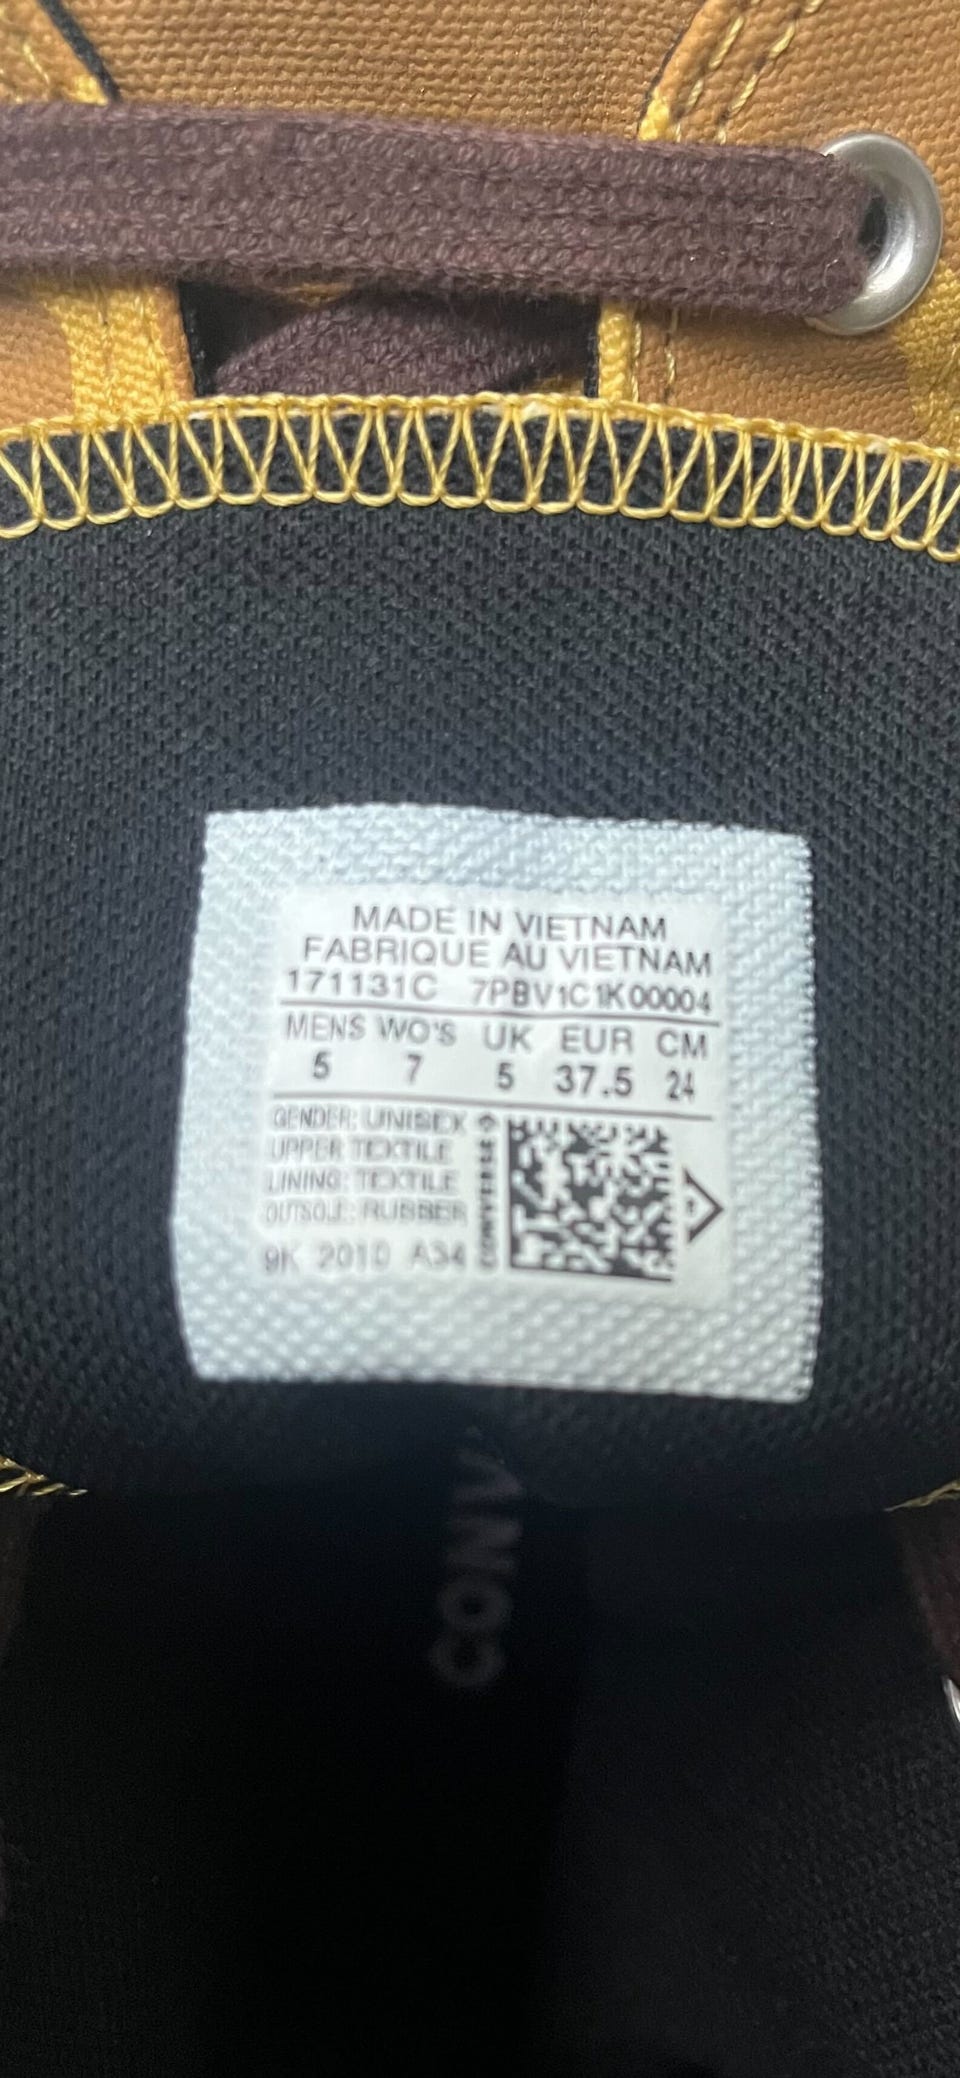 MADE IN VIETNAM
FABRIQUE AU VIETNAM
171131C 7PBV1C1K00004
MENS WO'S UK EUR CM
5 7 5 37.5 24
GENDER: UNISEX
UPPER TEXTILE
LINING: TEXTILE
OUTSOLE: RUBBER
9K 2010 A34
CONVERSE
CONV